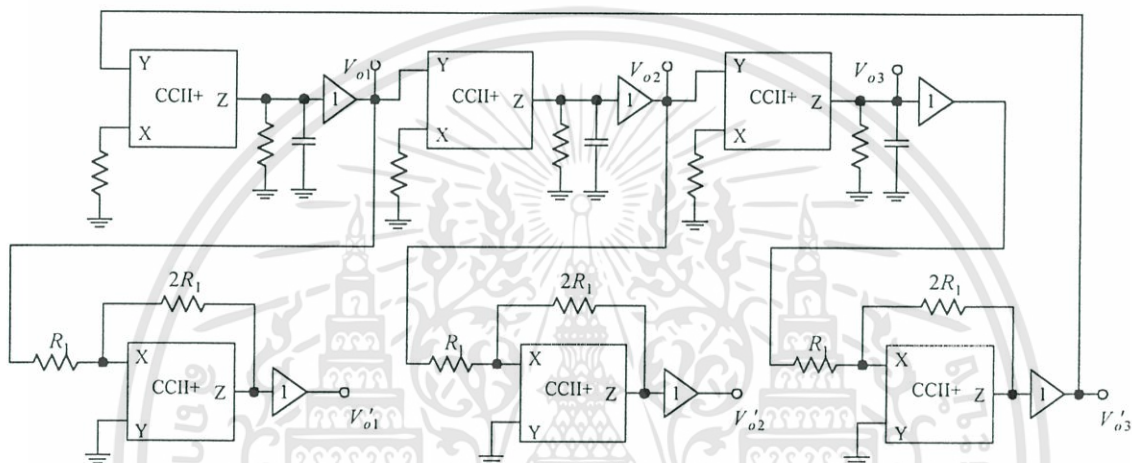 Y
CCII+
Z
X
1
V_{o1}
Y
CCII+
Z
X
1
V_{o2}
Y
CCII+
Z
X
V_{o3}
1
2R_1
R_1
X
CCII+
Z
Y
1
V'_{o1}
2R_1
R_1
X
CCII+
Z
Y
1
V'_{o2}
2R_1
R_1
X
CCII+
Z
Y
1
V'_{o3}